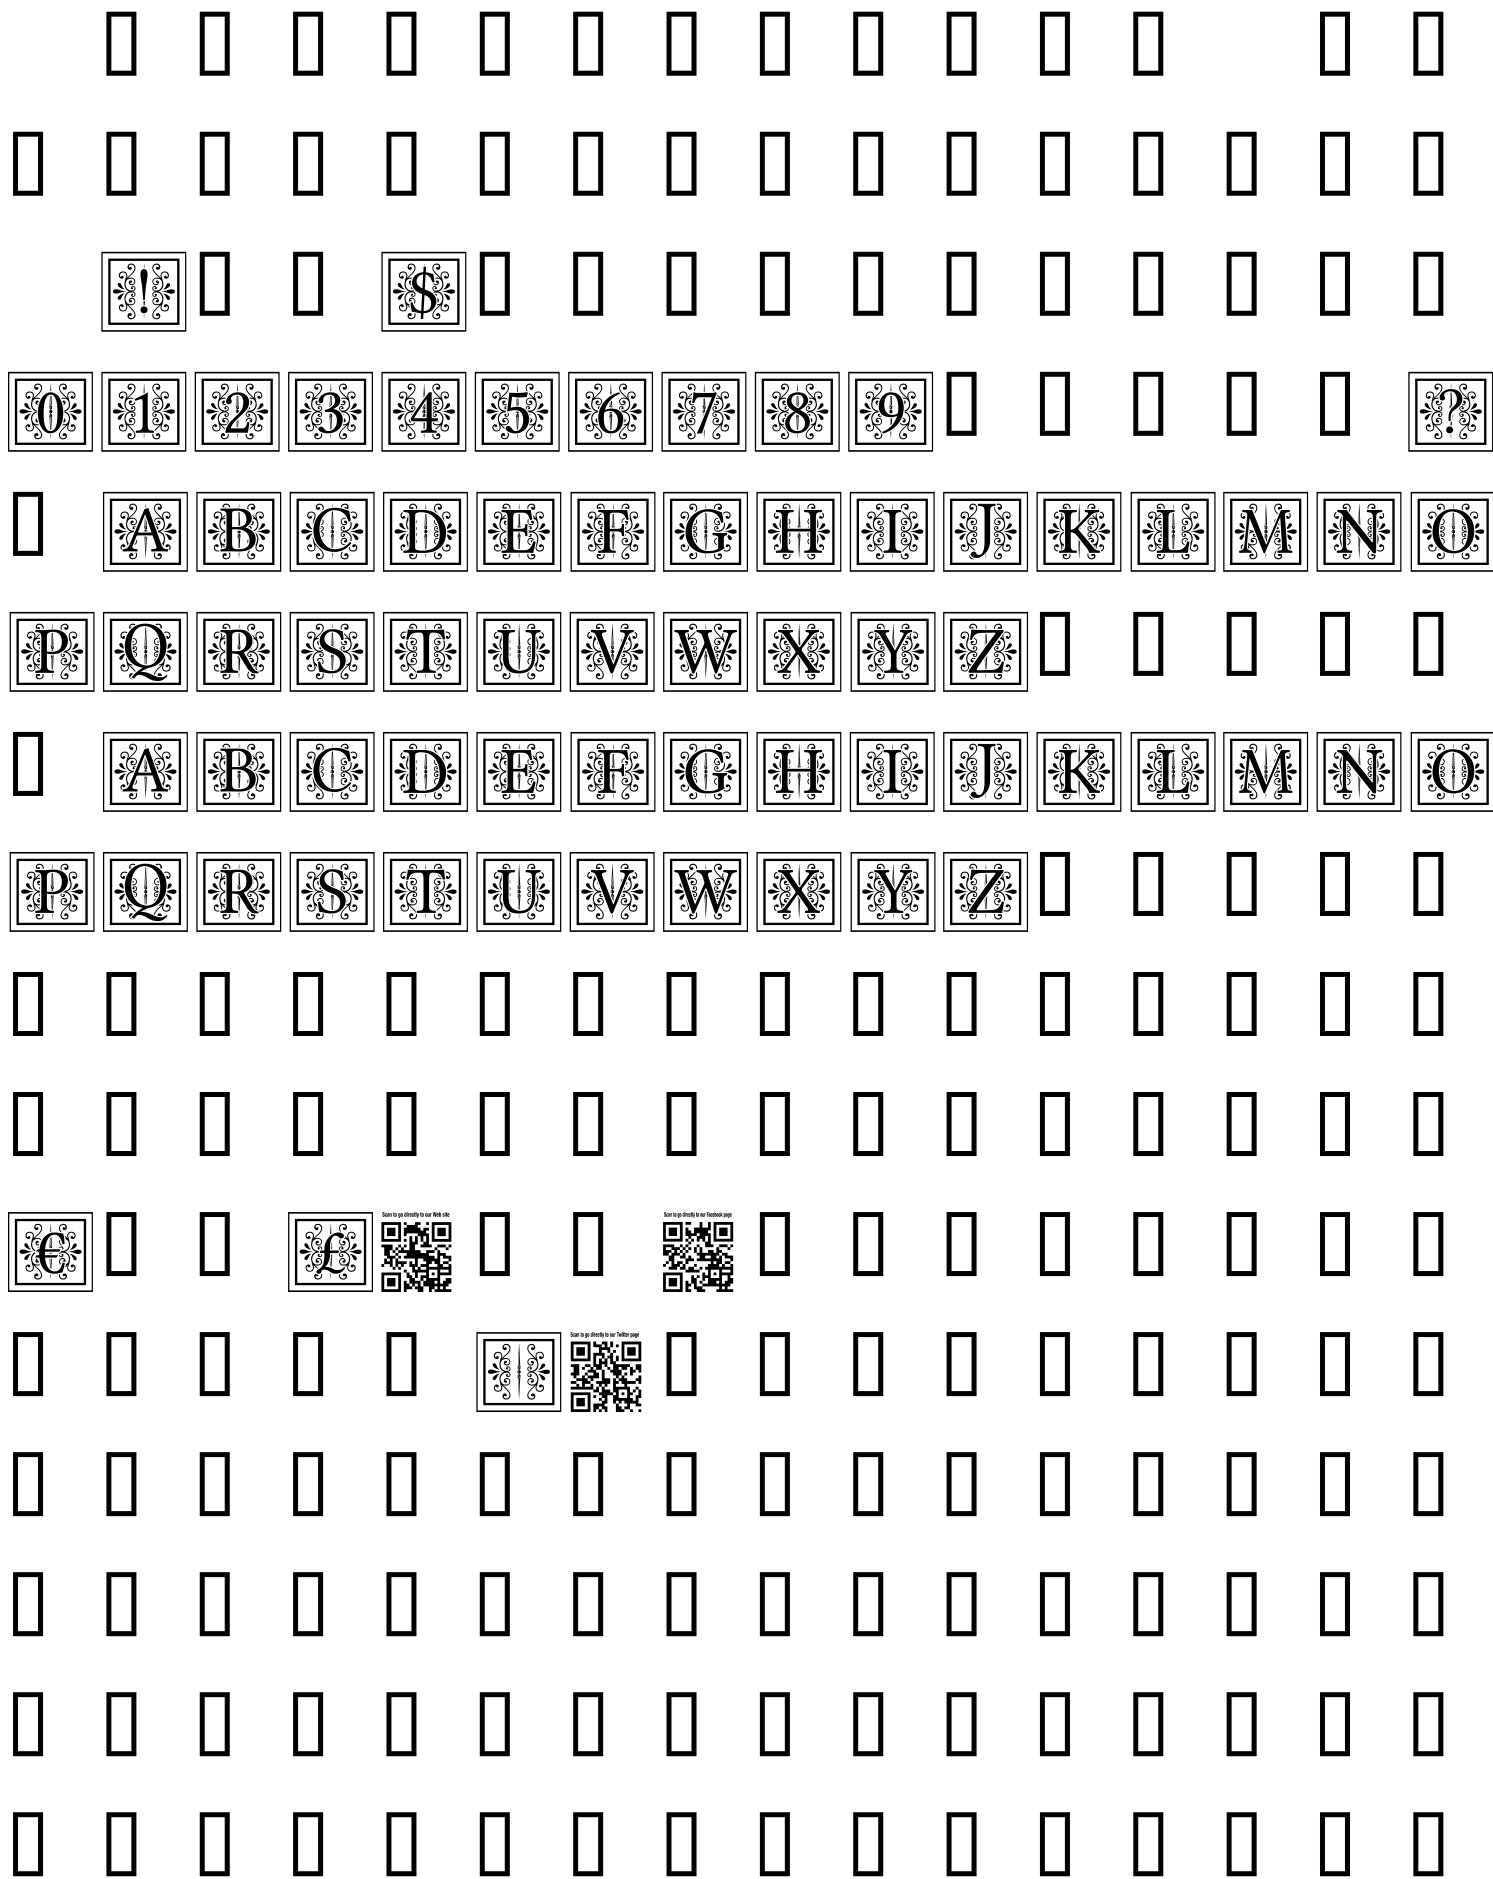 ! $
0 1 2 3 4 5 6 7 8 9 ?
A B C D E F G H I J K L M N O
P Q R S T U V W X Y Z
A B C D E F G H I J K L M N O
P Q R S T U V W X Y Z
€ £ Scan to go directly to our Web site Scan to go directly to our Facebook page
Scan to go directly to our Twitter page